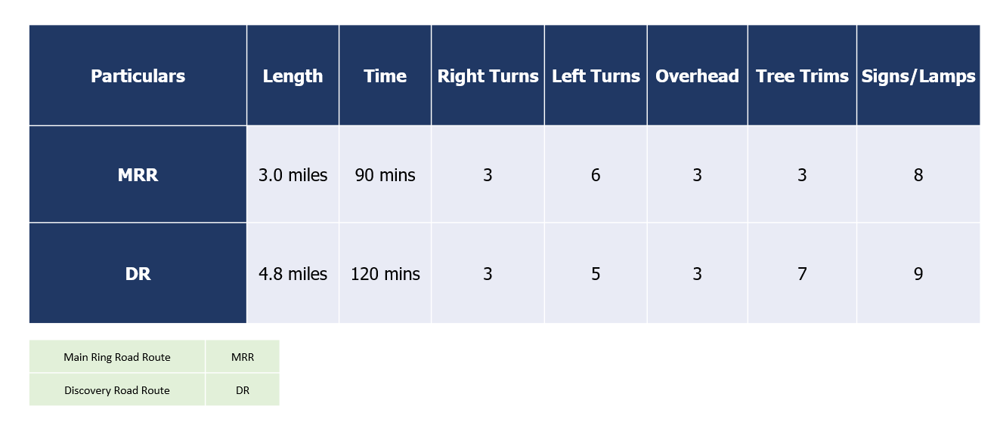 Particulars Length Time Right Turns Left Turns Overhead Tree Trims Signs/Lamps
MRR 3.0 miles 90 mins 3 6 3 3 8
DR 4.8 miles 120 mins 3 5 3 7 9
Main Ring Road Route MRR
Discovery Road Route DR